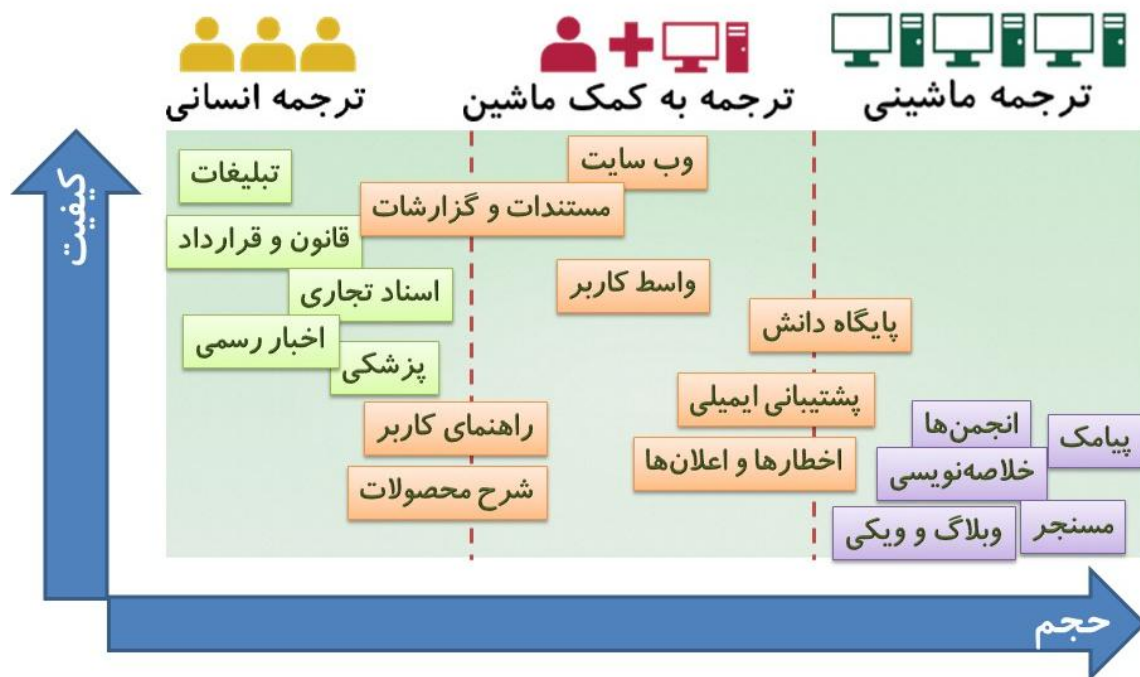 ترجمه ماشینی
ترجمه به کمک ماشین
ترجمه انسانی
کیفیت
وب سایت
تبلیغات
مستندات و گزارشات
قانون و قرارداد
واسط کاربر
اسناد تجاری
پایگاه دانش
اخبار رسمی
پزشکی
پشتیبانی ایمیلی
راهنمای کاربر
انجمن‌ها
پیامک
اخطارها و اعلان‌ها
خلاصه‌نویسی
شرح محصولات
مسنجر
وبلاگ و ویکی
حجم